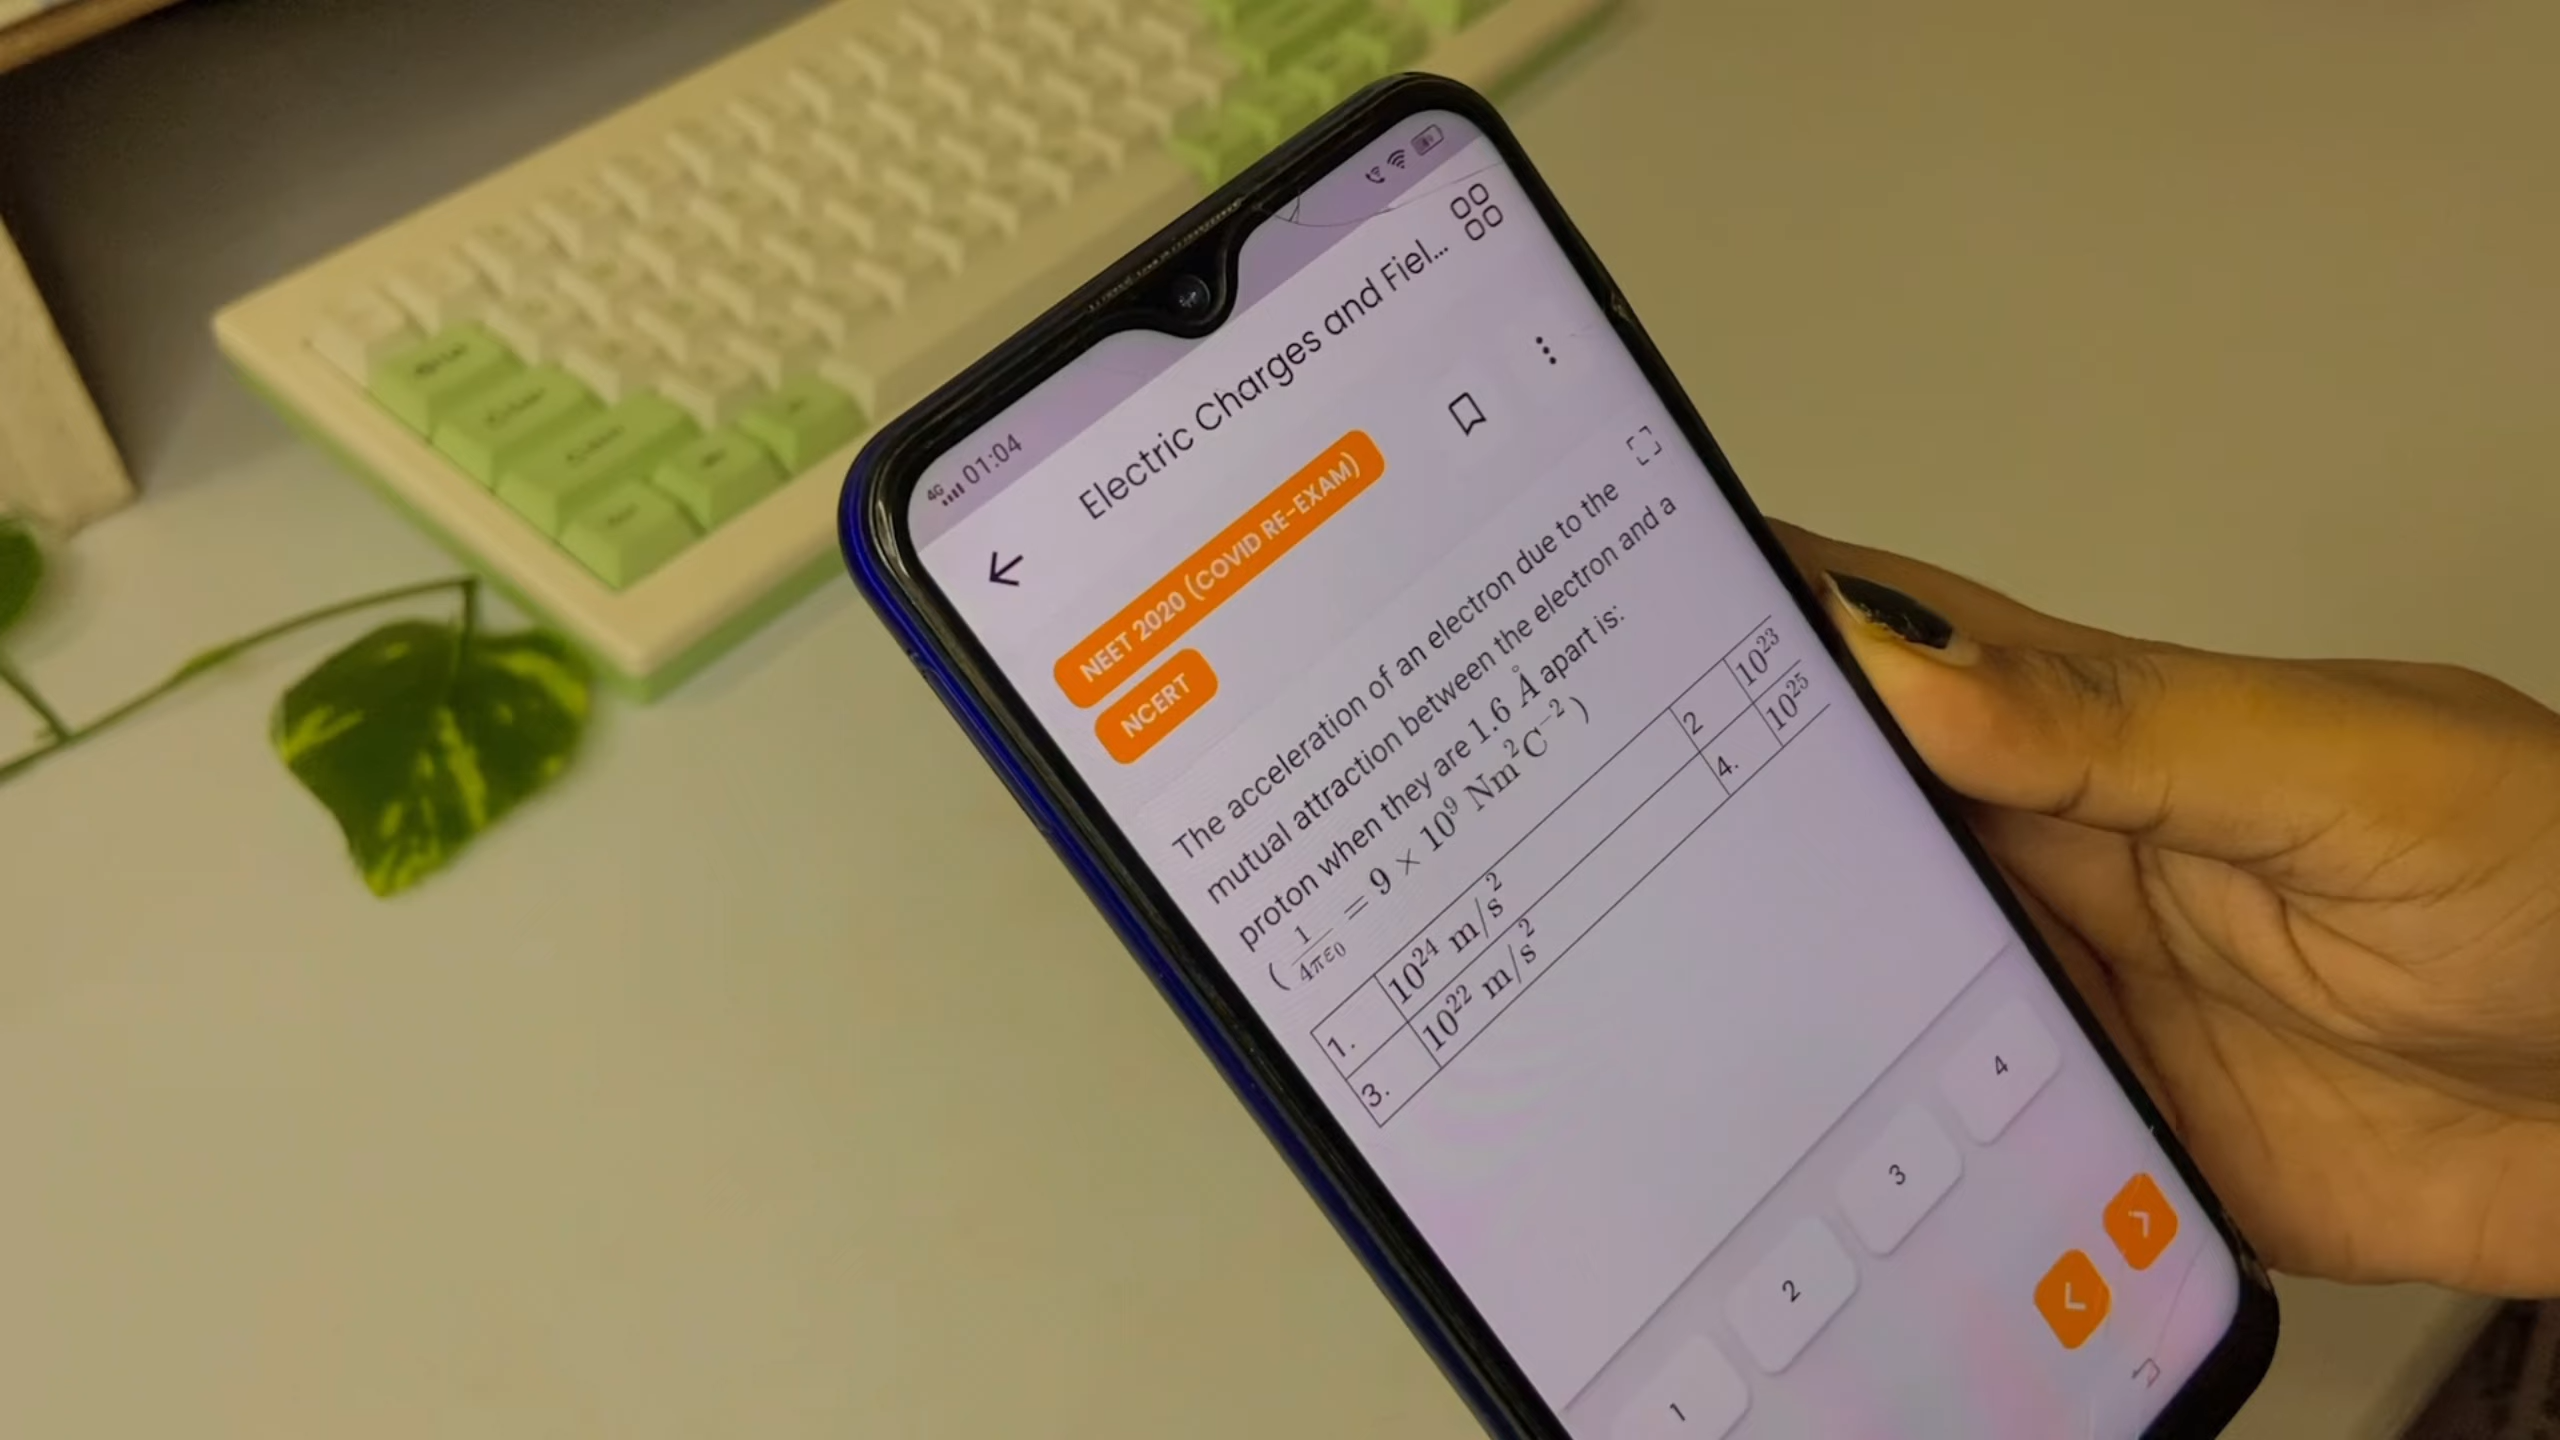 4G 01:04
Electric Charges and Fiel...
NEET 2020 (COVID RE-EXAM)
NCERT
The acceleration of an electron due to the
mutual attraction between the electron and a
proton when they are 1.6 Å apart is:
( 1/4πε₀ = 9 × 10⁹ Nm²C⁻² )
1. 10²⁴ m/s² 2 10²³
3. 10²² m/s² 4. 10²⁵
1 2 3 4